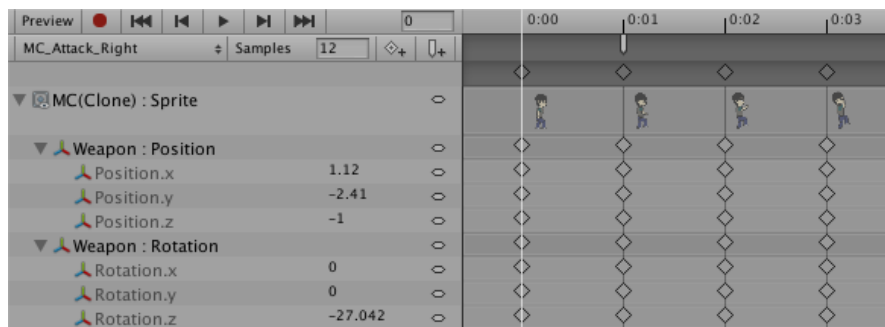 Preview 0 0:00 0:01 0:02 0:03
MC_Attack_Right Samples 12
MC(Clone) : Sprite
Weapon : Position
Position.x 1.12
Position.y -2.41
Position.z -1
Weapon : Rotation
Rotation.x 0
Rotation.y 0
Rotation.z -27.042